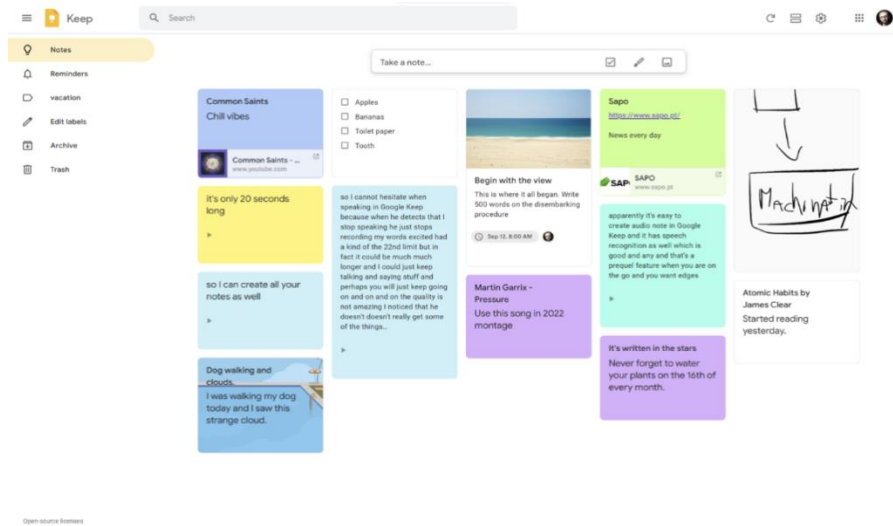 Keep
Search
Notes
Reminders
vacation
Edit labels
Archive
Trash
Take a note...
Common Saints
Chill vibes
Common Saints - ...
www.youtube.com
it's only 20 seconds
long
so I can create all your
notes as well
Dog walking and
clouds.
I was walking my dog
today and I saw this
strange cloud.
Apples
Bananas
Toilet paper
Tooth
so I cannot hesitate when
speaking in Google Keep
because when he detects that I
stop speaking he just stops
recording my words excited had
a kind of the 22nd limit but in
fact it could be much much
longer and I could just keep
talking and saying stuff and
perhaps you will just keep going
on and on and on the quality is
not amazing I noticed that he
doesn't doesn't really get some
of the things...
Begin with the view
This is where it all began. Write
500 words on the disembarking
procedure
Sep 12, 8:00 AM
Martin Garrix -
Pressure
Use this song in 2022
montage
Sapo
https://www.sapo.pt/
News every day
SAP
SAPO
www.sapo.pt
apparently it's easy to
create audio note in Google
Keep and it has speech
recognition as well which is
good and any and that's a
prequel feature when you are on
the go and you want edges
It's written in the stars
Never forget to water
your plants on the 16th of
every month.
Atomic Habits by
James Clear
Started reading
yesterday.
Open-source licenses